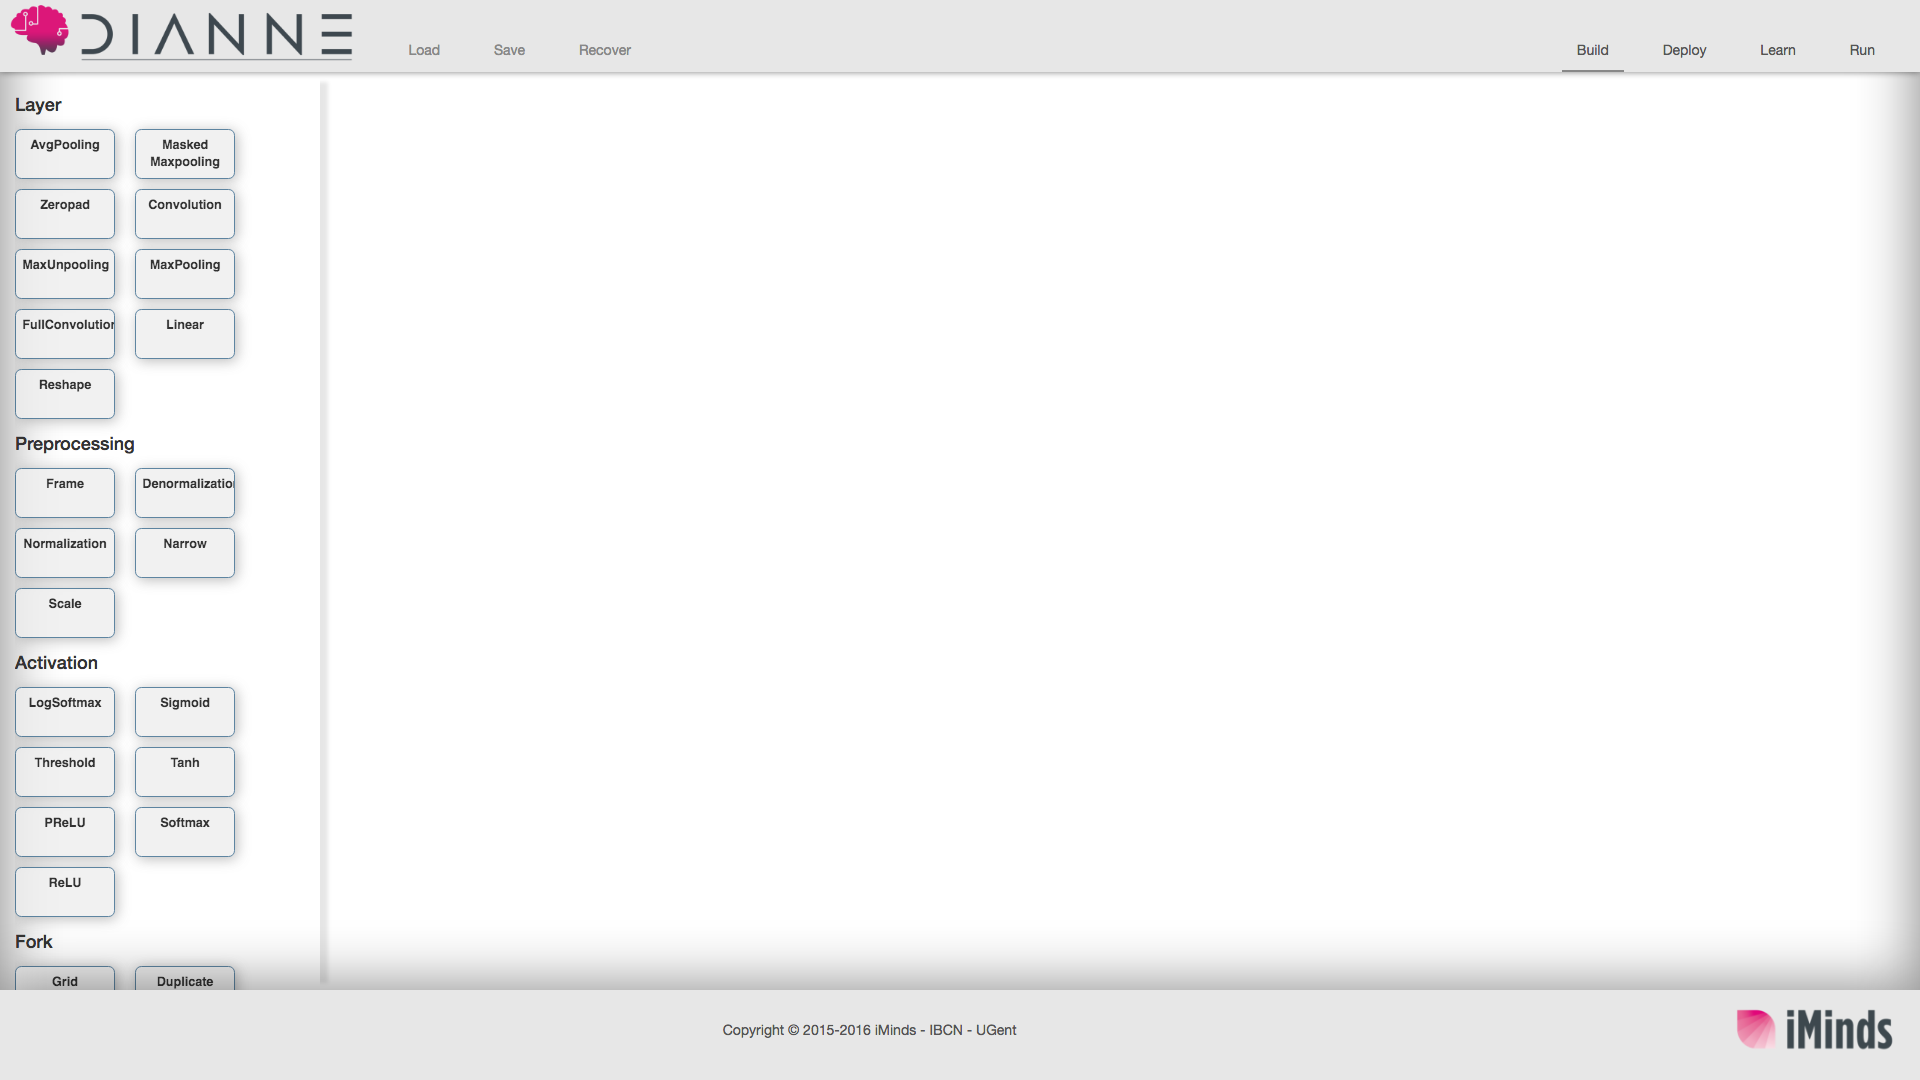 DIANNE
Load Save Recover Build Deploy Learn Run
Layer
AvgPooling Masked
Maxpooling
Zeropad Convolution
MaxUnpooling MaxPooling
FullConvolution Linear
Reshape
Preprocessing
Frame Denormalizatio
Normalization Narrow
Scale
Activation
LogSoftmax Sigmoid
Threshold Tanh
PReLU Softmax
ReLU
Fork
Grid Duplicate
Copyright © 2015-2016 iMinds - IBCN - UGent
iMinds